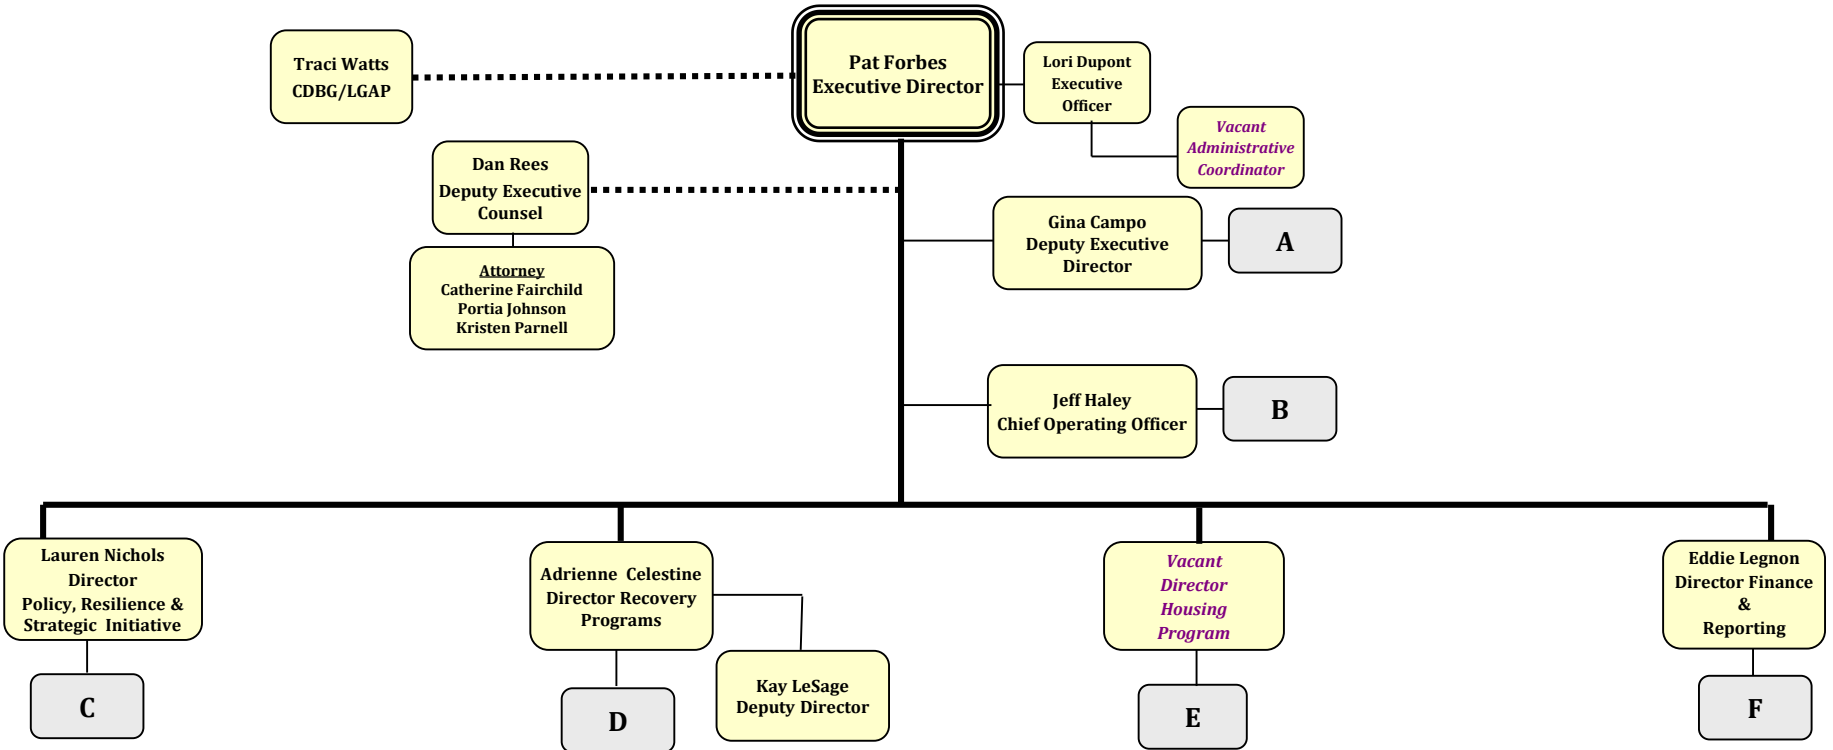 Traci Watts
CDBG/LGAP
Pat Forbes
Executive Director
Lori Dupont
Executive
Officer
Vacant
Administrative
Coordinator
Dan Rees
Deputy Executive
Counsel
Attorney
Catherine Fairchild
Portia Johnson
Kristen Parnell
Gina Campo
Deputy Executive
Director
A
Jeff Haley
Chief Operating Officer
B
Lauren Nichols
Director
Policy, Resilience &
Strategic Initiative
C
Adrienne Celestine
Director Recovery
Programs
D
Kay LeSage
Deputy Director
Vacant
Director
Housing
Program
E
Eddie Legnon
Director Finance
&
Reporting
F